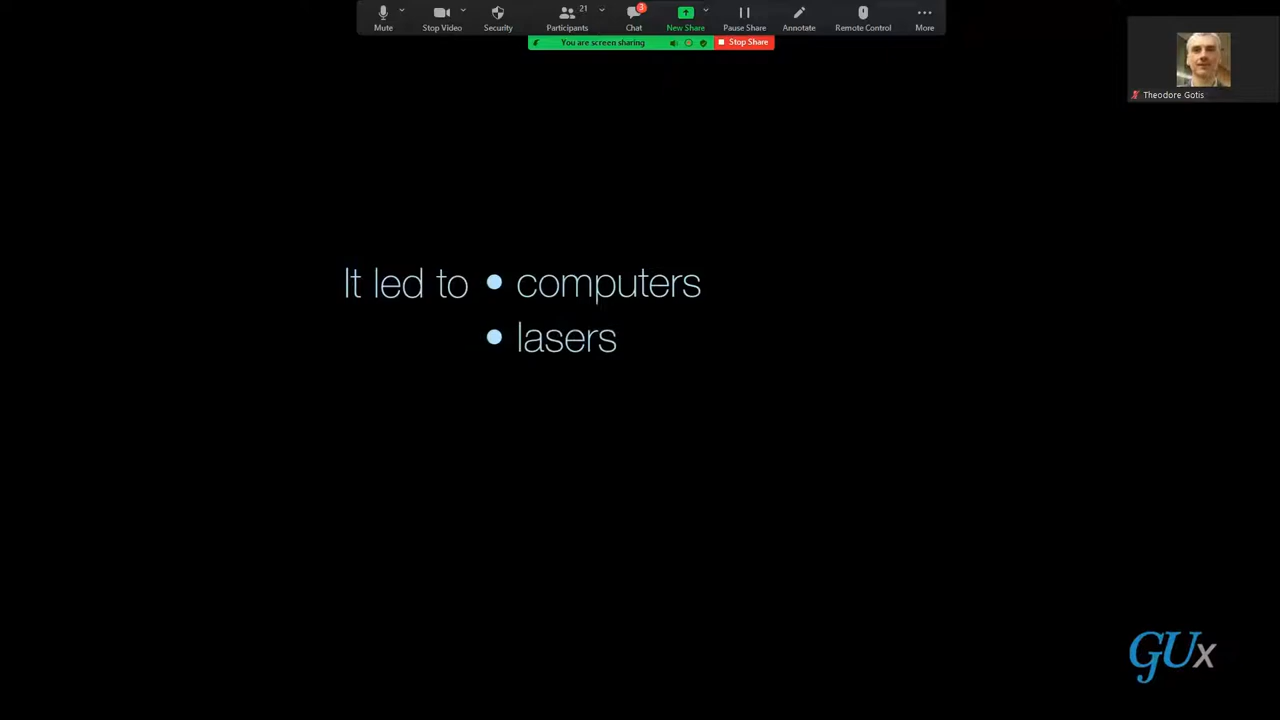 Mute
Stop Video
Security
21
Participants
3
Chat
New Share
Pause Share
Annotate
Remote Control
More
You are screen sharing
Stop Share
Theodore Gotis
It led to • computers
• lasers
GUx